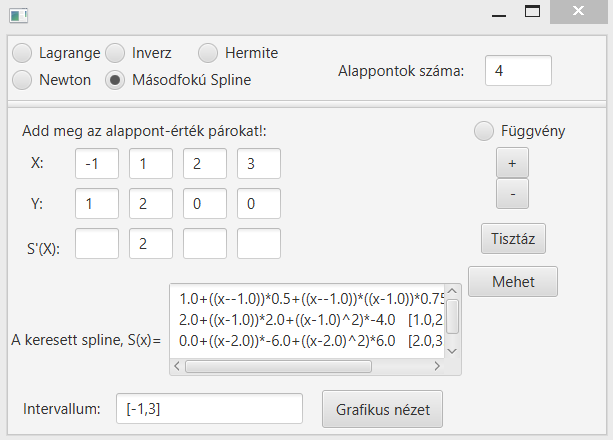 Lagrange Inverz Hermite
Newton Másodfokú Spline
Alappontok száma: 4
Add meg az alappont-érték párokat!:
Függvény
X: -1 1 2 3
+
Y: 1 2 0 0
-
S'(X): 2
Tisztáz
Mehet
1.0+((x--1.0))*0.5+((x--1.0))*((x-1.0))*0.75
2.0+((x-1.0))*2.0+((x-1.0)^2)*-4.0 [1.0,2
0.0+((x-2.0))*-6.0+((x-2.0)^2)*6.0 [2.0,3
A keresett spline, S(x)=
Intervallum: [-1,3]
Grafikus nézet